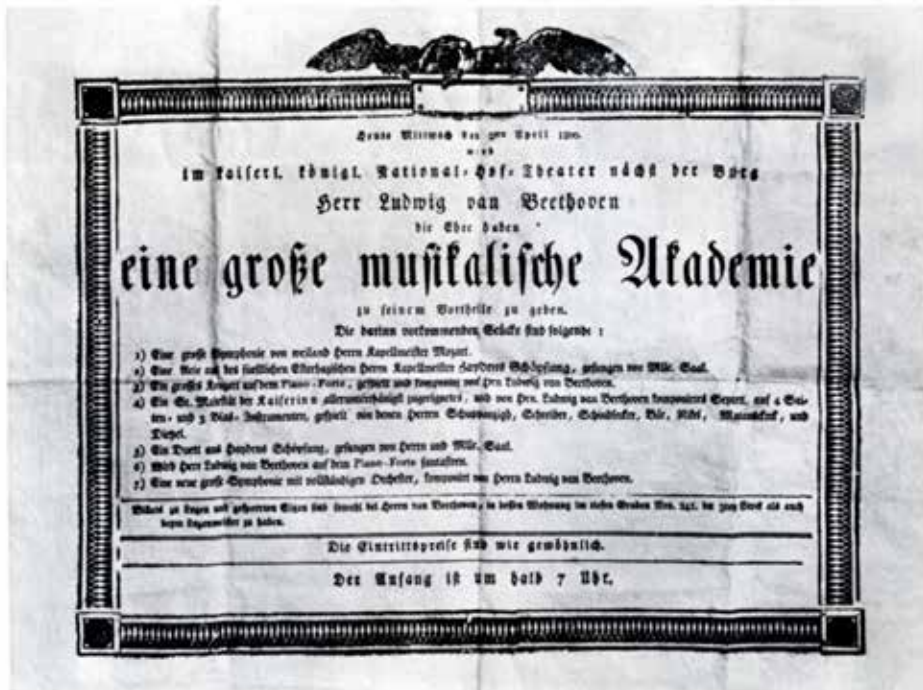 Heute Mittwoch den 2ten April 1800.
wird
im kaiserl. königl. National-Hof-Theater nächst der Burg
Herr Ludwig van Beethoven
die Ehre haben
eine große musikalische Akademie
zu seinem Vortheile zu geben.
Die darinn vorkommenden Stücke sind folgende:
1) Eine große Symphonie von weiland Herrn Kapellmeister Mozart.
2) Eine Arie aus des fürstlichen Esterhazischen Herrn Kapellmeister Haydens Schöpfung, gesungen von Mlle. Saal.
3) Ein großes Konzert auf dem Piano-Forte, gespielt und komponirt von Hrn. Ludwig van Beethoven.
4) Ein Sr. Majestät der Kaiserinn allerunterthänigst zugeeignetes, und von Hrn. Ludwig van Beethoven komponirtes Septett, auf 4 Sai-
ten- und 3 Blas-Instrumenten, gespielt von denen Herren Schuppanzigh, Schreiber, Schindlecker, Bär, Nickl, Matauschek, und
Dietzel.
5) Ein Duett aus Haydens Schöpfung, gesungen von Herrn und Mlle. Saal.
6) Wird Herr Ludwig van Beethoven auf dem Piano-Forte fantasiren.
7) Eine neue große Symphonie mit vollständigem Orchester, komponirt von Herrn Ludwig van Beethoven.
Billets zu Logen und gesperrten Sitzen sind sowohl bei Herrn van Beethoven, in dessen Wohnung im tiefen Graben Nro. 241. im 3ten Stock als auch
beym Logenmeister zu haben.
Die Eintrittspreise sind wie gewöhnlich.
Der Anfang ist um halb 7 Uhr.